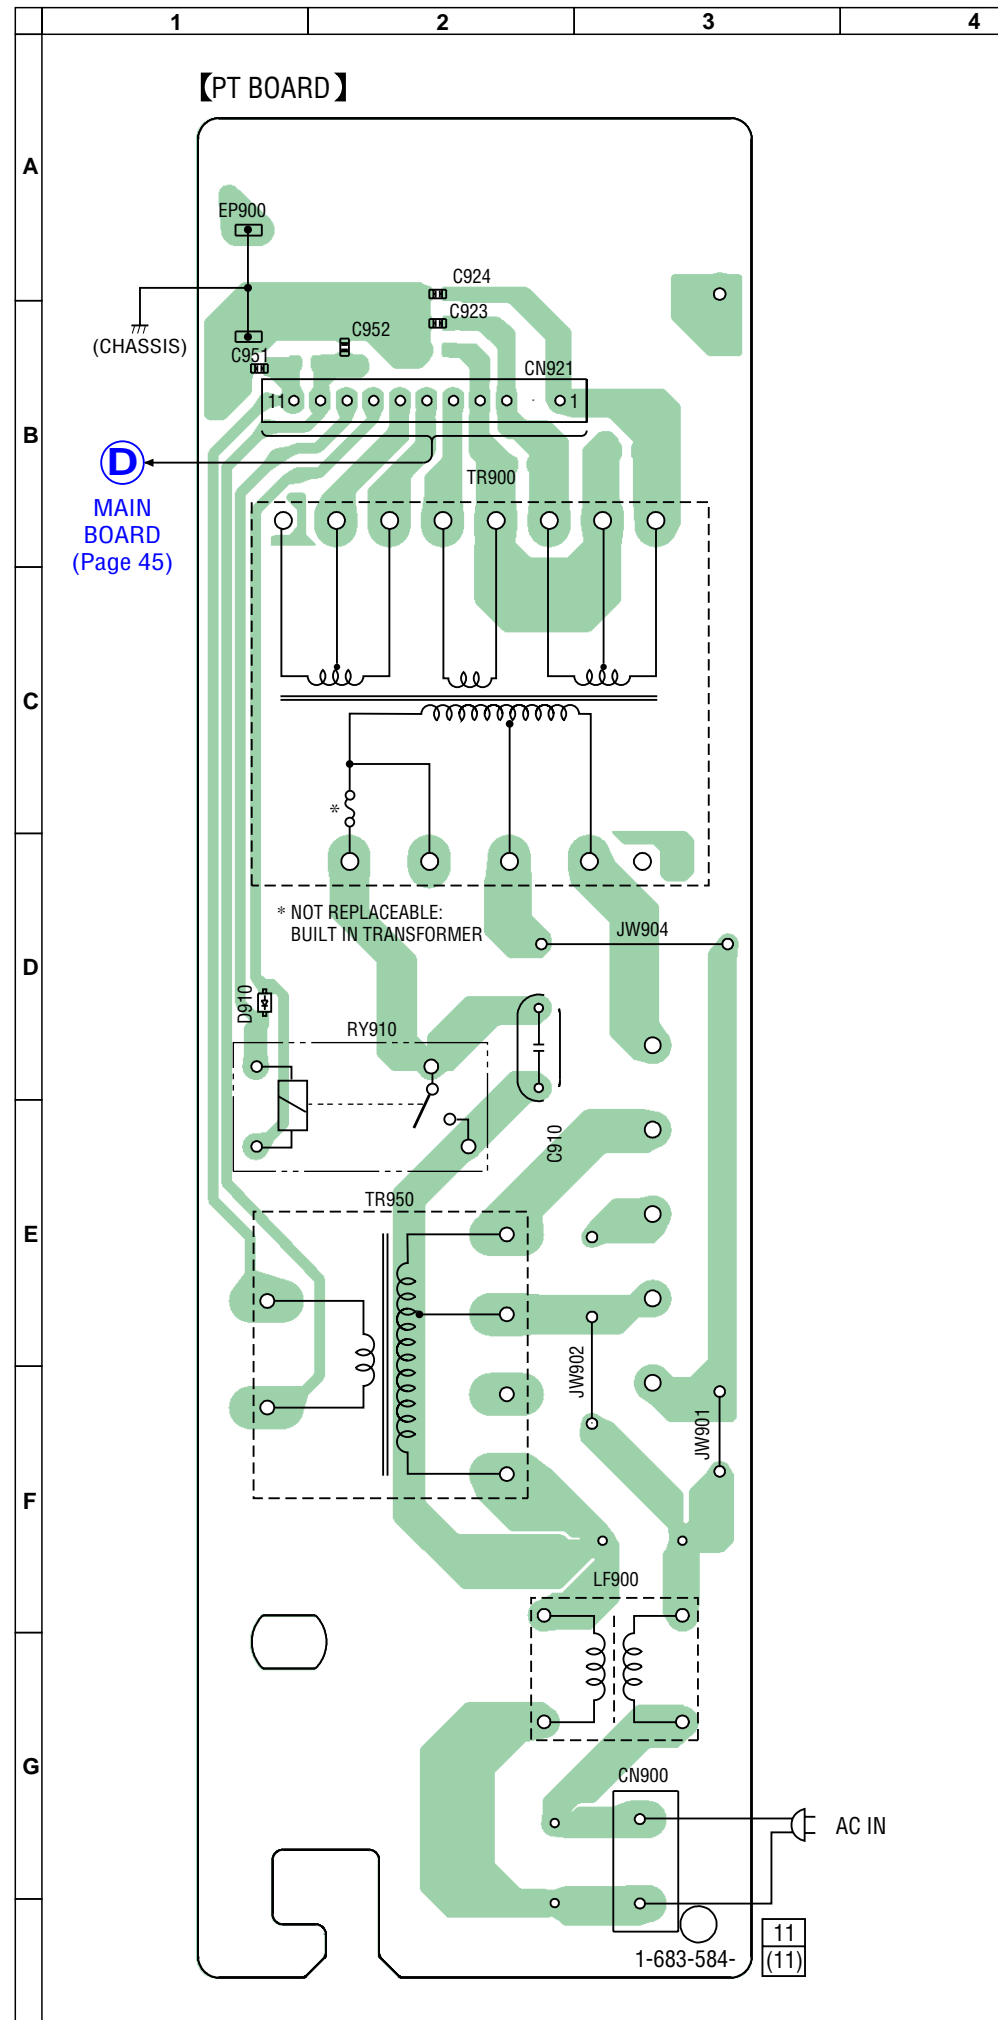 1 2 3 4
【PT BOARD】
A
EP900
C924
C923
(CHASSIS)
C952
C951
CN921
11 1
B
D
MAIN
BOARD
(Page 45)
TR900
C
*
* NOT REPLACEABLE:
BUILT IN TRANSFORMER
JW904
D
D910
RY910
C910
TR950
E
JW902
JW901
F
LF900
G
CN900
AC IN
1-683-584-
11
(11)